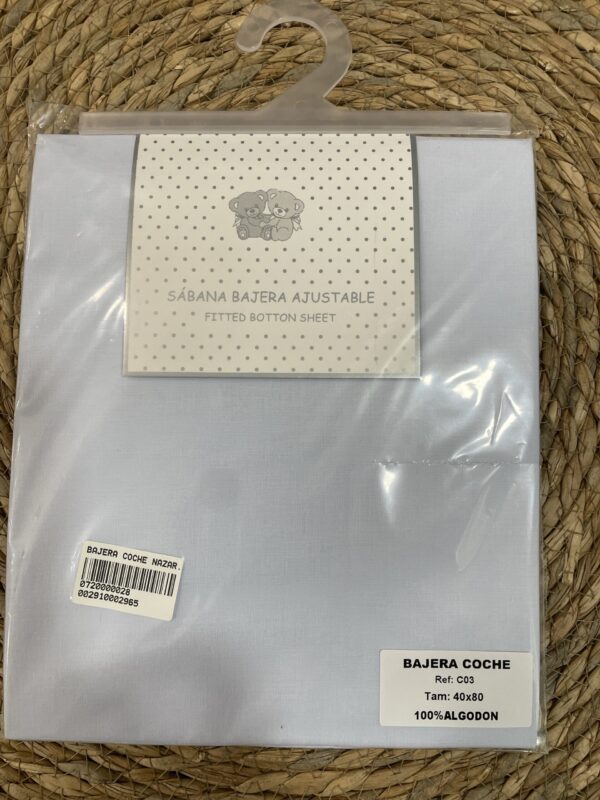 SÁBANA BAJERA AJUSTABLE
FITTED BOTTON SHEET
BAJERA COCHE NAZAR.
0720000028
002910002965
BAJERA COCHE
Ref: C03
Tam: 40x80
100%ALGODON